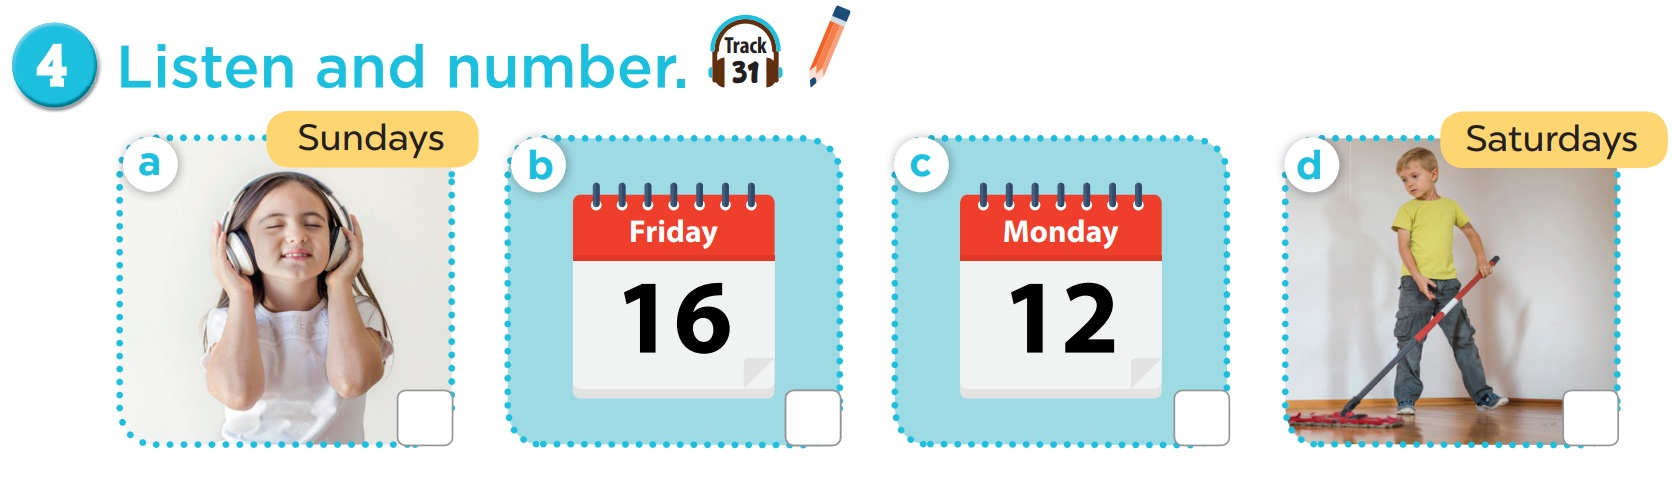 4 Listen and number. Track 31
a Sundays
b
Friday
16
c
Monday
12
d Saturdays